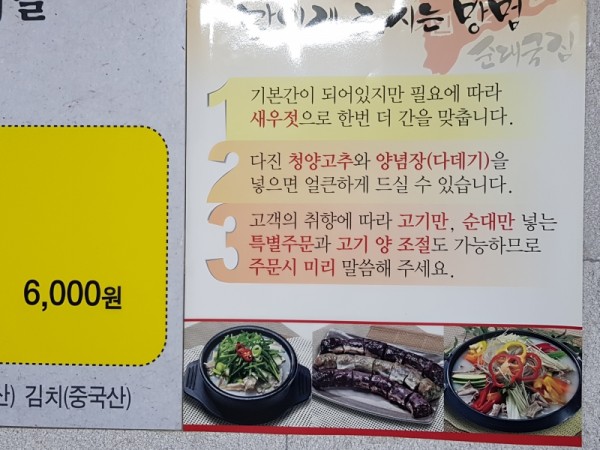 는 방법
순대국집
1 기본간이 되어있지만 필요에 따라
새우젓으로 한번 더 간을 맞춥니다.
2 다진 청양고추와 양념장(다데기)을
넣으면 얼큰하게 드실 수 있습니다.
3 고객의 취향에 따라 고기만, 순대만 넣는
특별주문과 고기 양 조절도 가능하므로
주문시 미리 말씀해 주세요.
6,000원
산) 김치(중국산)